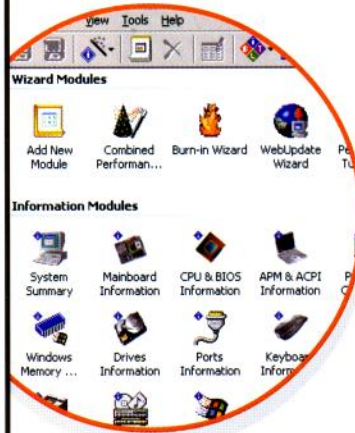 View Tools Help
Wizard Modules
Add New Module
Combined Performan...
Burn-in Wizard
WebUpdate Wizard
Information Modules
System Summary
Mainboard Information
CPU & BIOS Information
APM & ACPI Information
Windows Memory ...
Drives Information
Ports Information
Keyboar